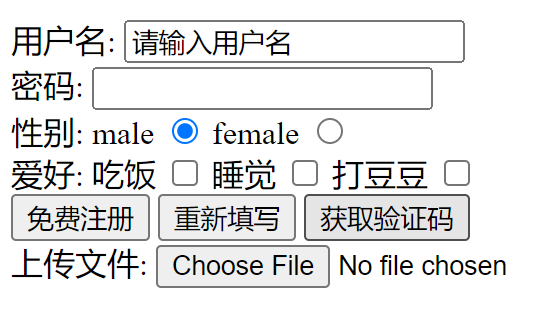 用户名: 请输入用户名
密码:
性别: male female
爱好: 吃饭 睡觉 打豆豆
免费注册 重新填写 获取验证码
上传文件: Choose File No file chosen